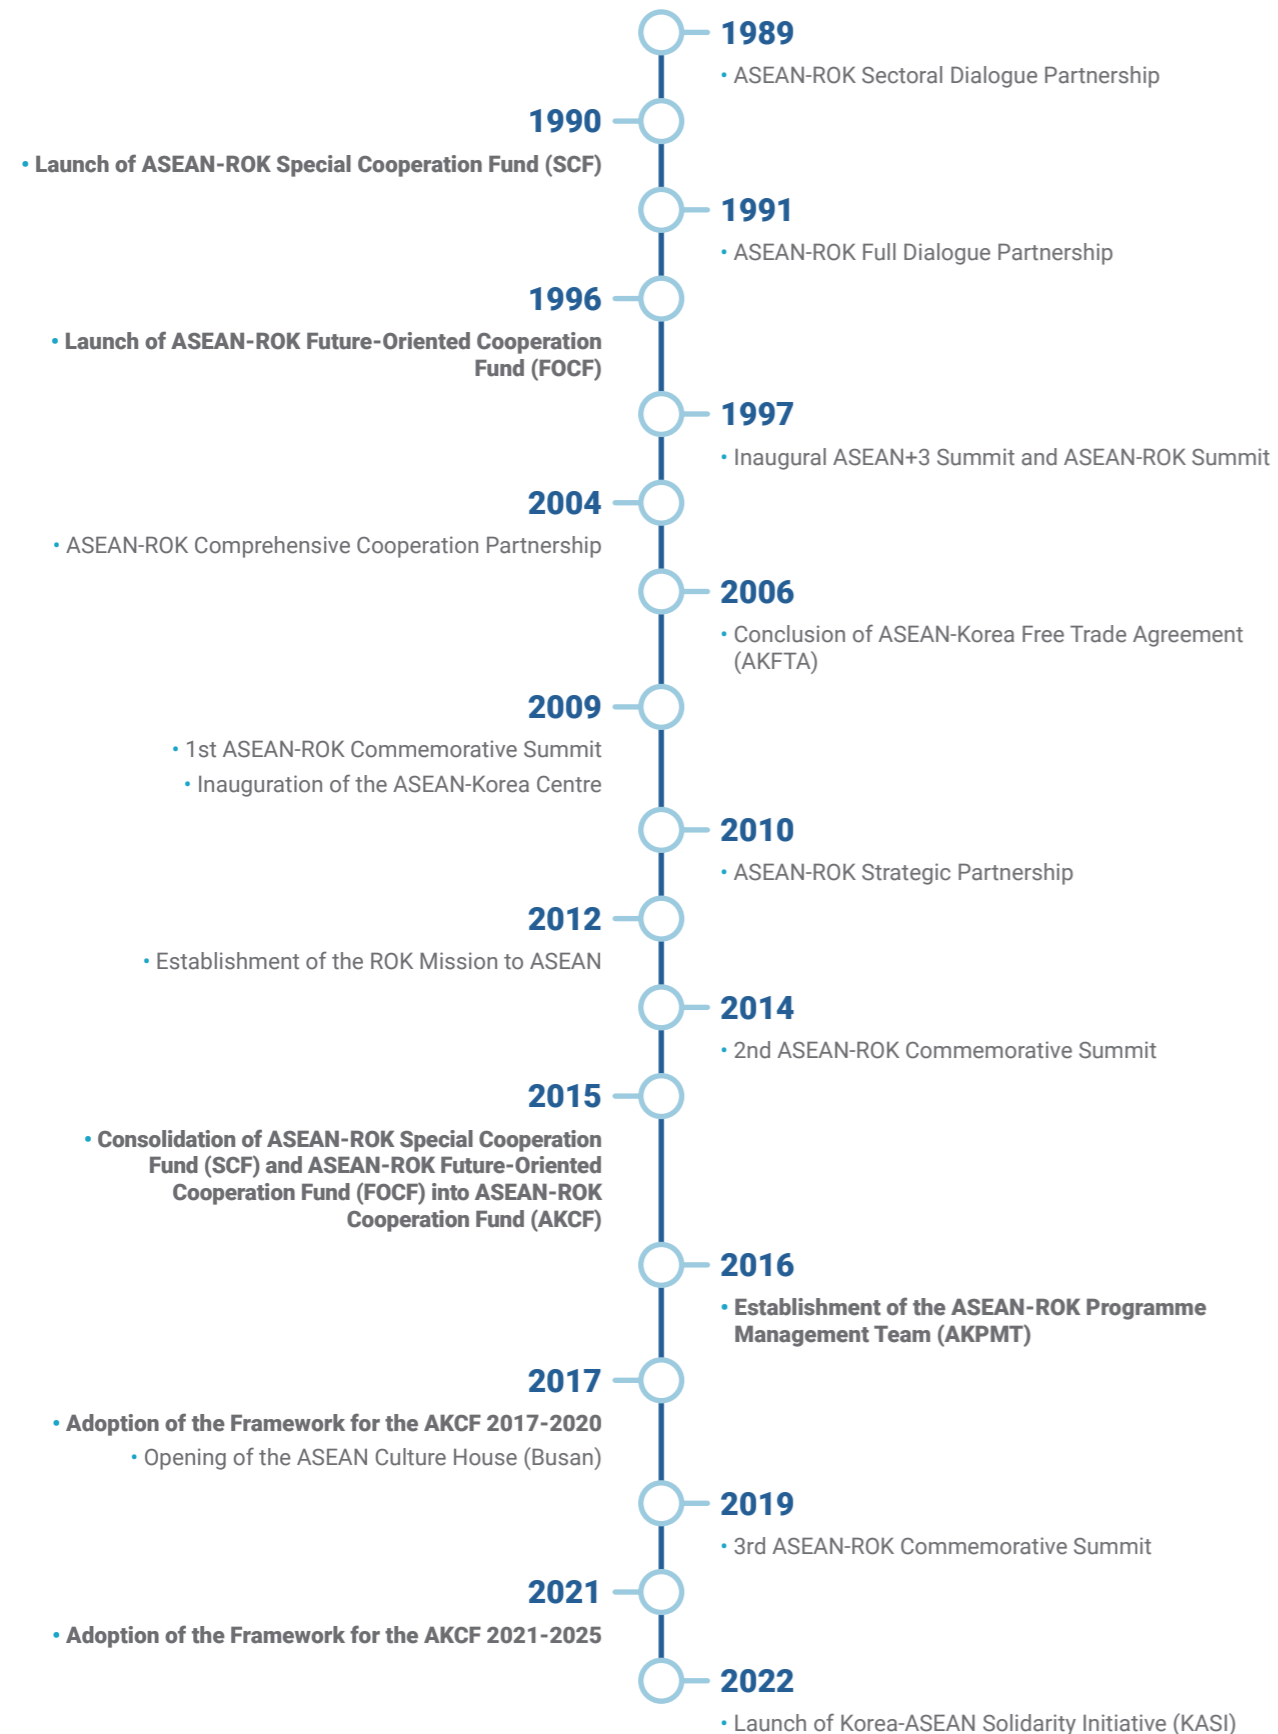 1989
• ASEAN-ROK Sectoral Dialogue Partnership
1990
• Launch of ASEAN-ROK Special Cooperation Fund (SCF)
1991
• ASEAN-ROK Full Dialogue Partnership
1996
• Launch of ASEAN-ROK Future-Oriented Cooperation
Fund (FOCF)
1997
• Inaugural ASEAN+3 Summit and ASEAN-ROK Summit
2004
• ASEAN-ROK Comprehensive Cooperation Partnership
2006
• Conclusion of ASEAN-Korea Free Trade Agreement
(AKFTA)
2009
• 1st ASEAN-ROK Commemorative Summit
• Inauguration of the ASEAN-Korea Centre
2010
• ASEAN-ROK Strategic Partnership
2012
• Establishment of the ROK Mission to ASEAN
2014
• 2nd ASEAN-ROK Commemorative Summit
2015
• Consolidation of ASEAN-ROK Special Cooperation
Fund (SCF) and ASEAN-ROK Future-Oriented
Cooperation Fund (FOCF) into ASEAN-ROK
Cooperation Fund (AKCF)
2016
• Establishment of the ASEAN-ROK Programme
Management Team (AKPMT)
2017
• Adoption of the Framework for the AKCF 2017-2020
• Opening of the ASEAN Culture House (Busan)
2019
• 3rd ASEAN-ROK Commemorative Summit
2021
• Adoption of the Framework for the AKCF 2021-2025
2022
• Launch of Korea-ASEAN Solidarity Initiative (KASI)